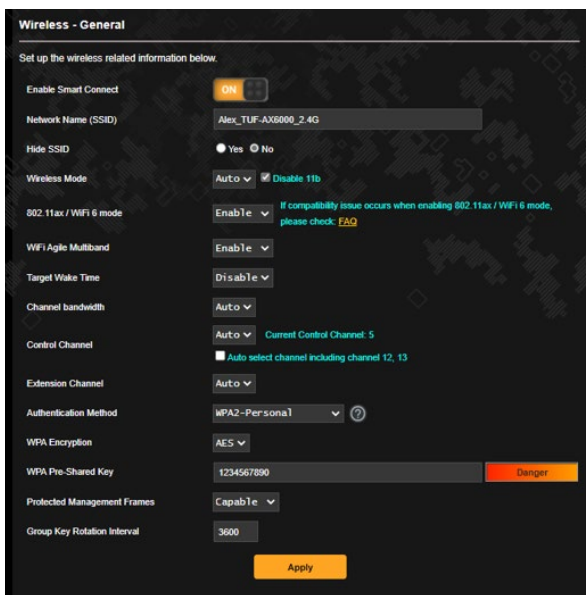 Wireless - General
Set up the wireless related information below.
Enable Smart Connect ON
Network Name (SSID) Alex_TUF-AX6000_2.4G
Hide SSID Yes No
Wireless Mode Auto Disable 11b
802.11ax / WiFi 6 mode Enable If compatibility issue occurs when enabling 802.11ax / WiFi 6 mode,
please check: FAQ
WiFi Agile Multiband Enable
Target Wake Time Disable
Channel bandwidth Auto
Control Channel Auto Current Control Channel: 5
Auto select channel including channel 12, 13
Extension Channel Auto
Authentication Method WPA2-Personal ?
WPA Encryption AES
WPA Pre-Shared Key 1234567890 Danger
Protected Management Frames Capable
Group Key Rotation Interval 3600
Apply